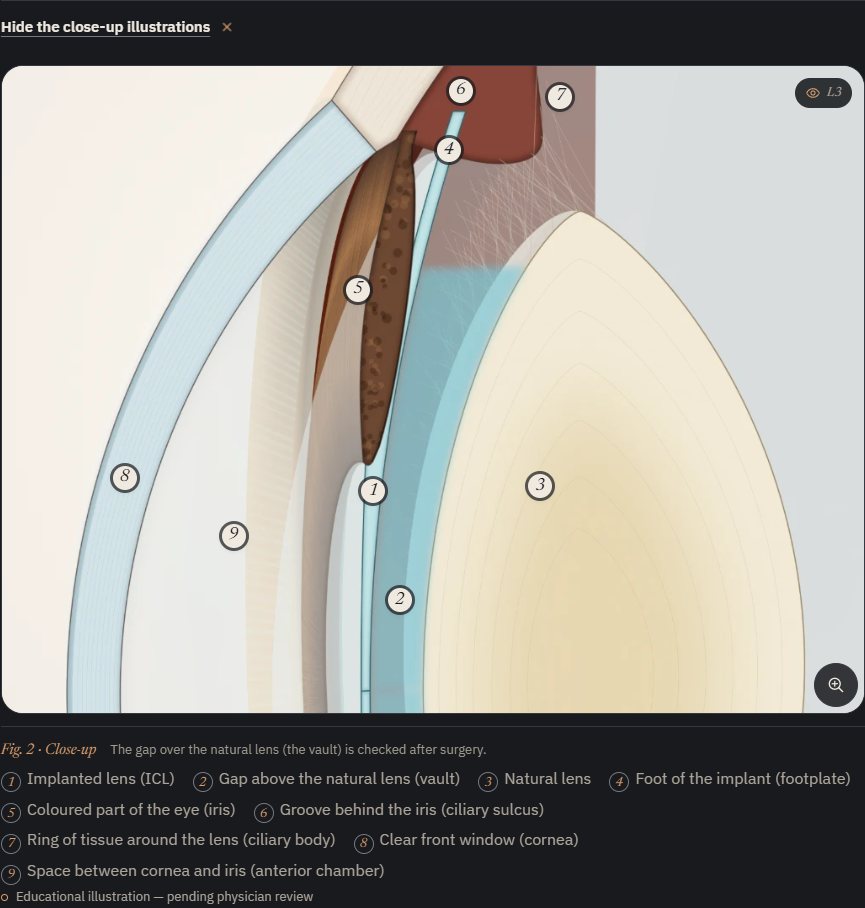 Hide the close-up illustrations ×
6
7
L3
4
5
1
3
8
9
2
Fig. 2 · Close-up The gap over the natural lens (the vault) is checked after surgery.
1 Implanted lens (ICL) 2 Gap above the natural lens (vault) 3 Natural lens 4 Foot of the implant (footplate)
5 Coloured part of the eye (iris) 6 Groove behind the iris (ciliary sulcus)
7 Ring of tissue around the lens (ciliary body) 8 Clear front window (cornea)
9 Space between cornea and iris (anterior chamber)
Educational illustration — pending physician review